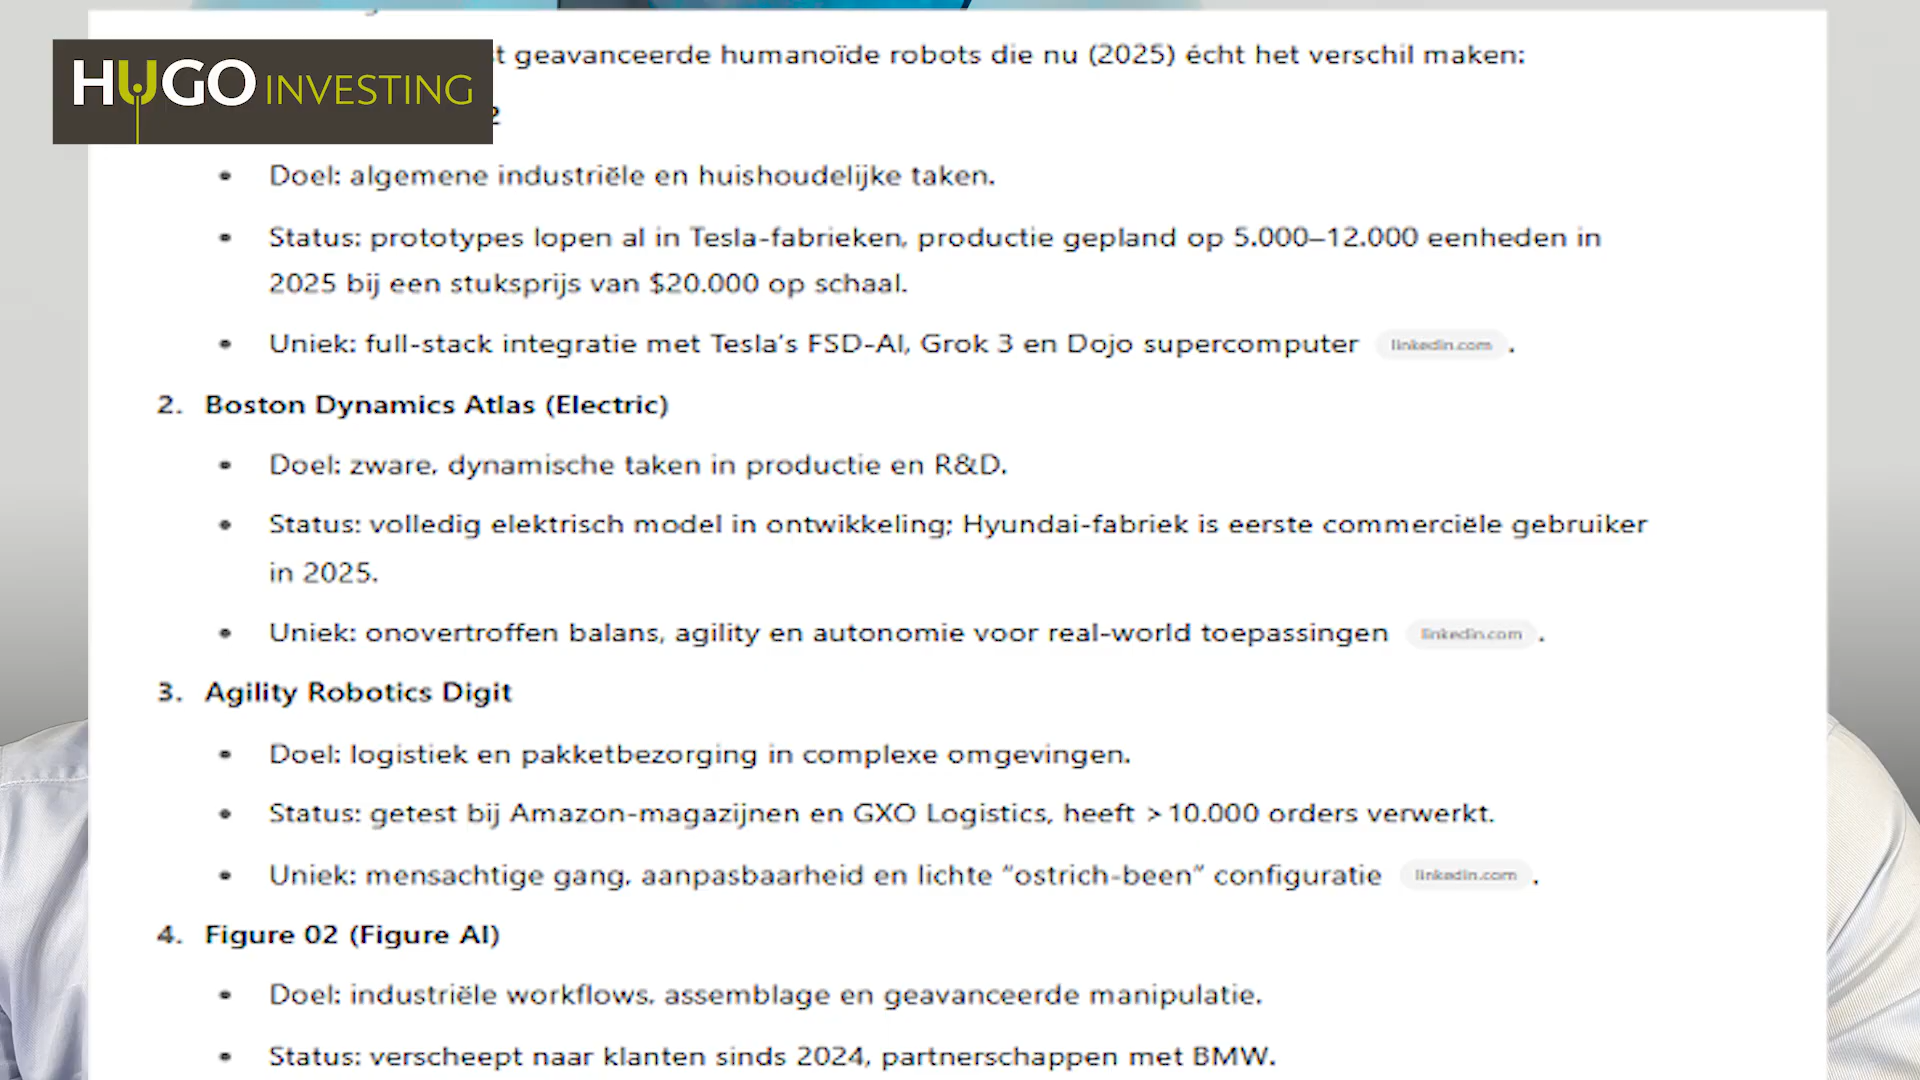 HUGO INVESTING
t geavanceerde humanoïde robots die nu (2025) écht het verschil maken:
2
• Doel: algemene industriële en huishoudelijke taken.
• Status: prototypes lopen al in Tesla-fabrieken, productie gepland op 5.000–12.000 eenheden in
2025 bij een stuksprijs van $20.000 op schaal.
• Uniek: full-stack integratie met Tesla's FSD-AI, Grok 3 en Dojo supercomputer linkedin.com .
2. Boston Dynamics Atlas (Electric)
• Doel: zware, dynamische taken in productie en R&D.
• Status: volledig elektrisch model in ontwikkeling; Hyundai-fabriek is eerste commerciële gebruiker
in 2025.
• Uniek: onovertroffen balans, agility en autonomie voor real-world toepassingen linkedin.com .
3. Agility Robotics Digit
• Doel: logistiek en pakketbezorging in complexe omgevingen.
• Status: getest bij Amazon-magazijnen en GXO Logistics, heeft >10.000 orders verwerkt.
• Uniek: mensachtige gang, aanpasbaarheid en lichte “ostrich-been” configuratie linkedin.com .
4. Figure 02 (Figure AI)
• Doel: industriële workflows, assemblage en geavanceerde manipulatie.
• Status: verscheept naar klanten sinds 2024, partnerschappen met BMW.